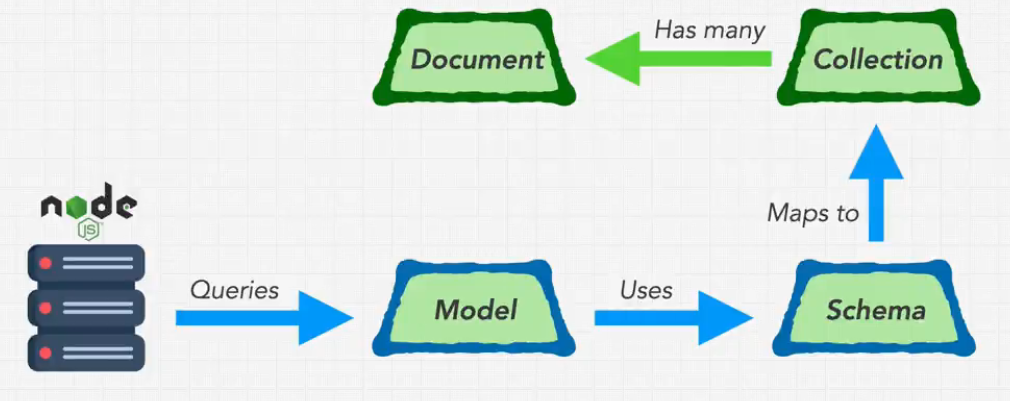 Has many
Document
Collection
node
JS
Maps to
Queries
Uses
Model
Schema